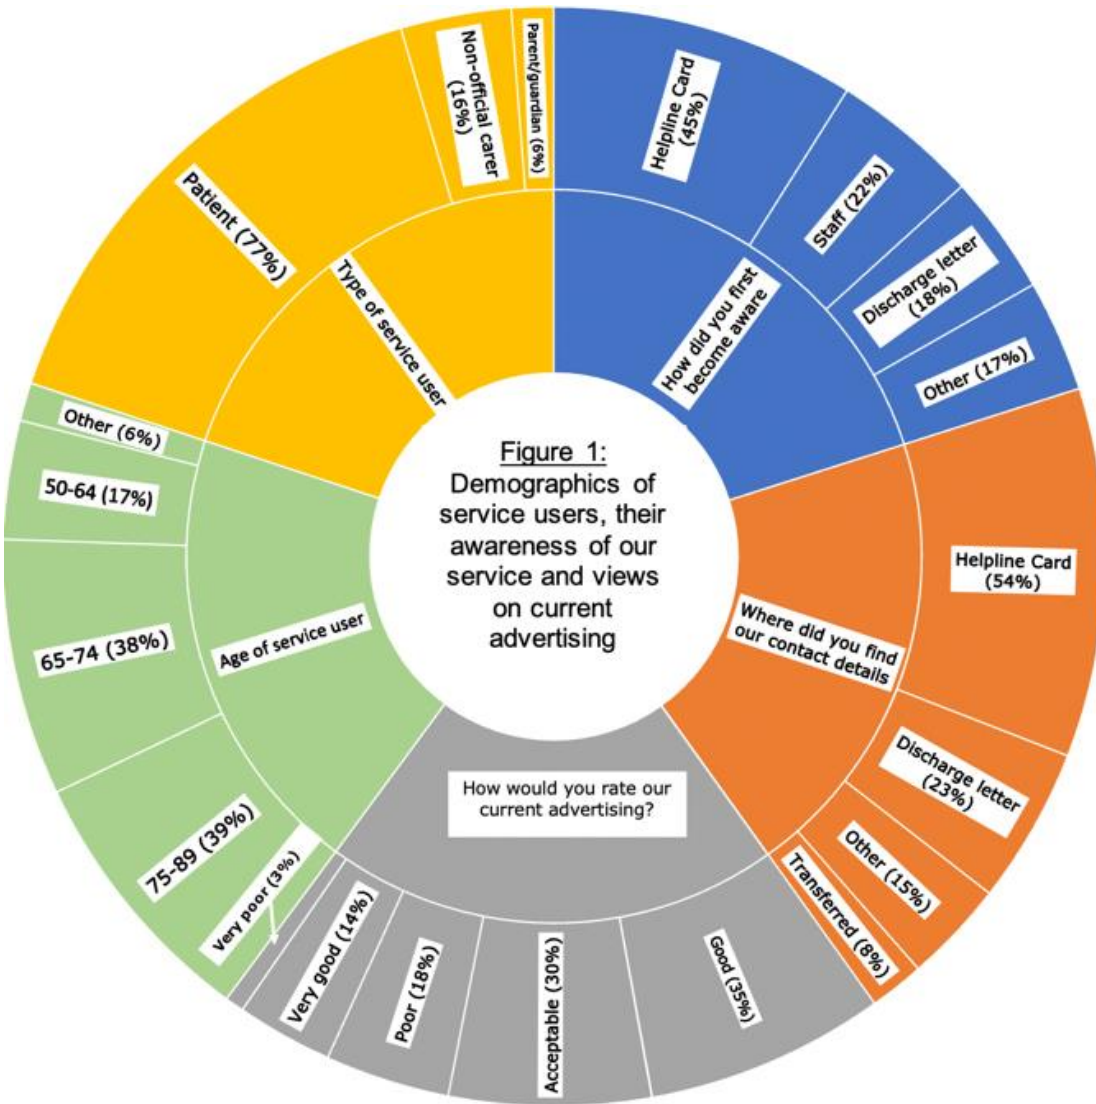 Figure 1:
Demographics of
service users, their
awareness of our
service and views
on current
advertising
How did you first
become aware
Helpline Card
(45%)
Staff (22%)
Discharge letter
(18%)
Other (17%)
Where did you find
our contact details
Helpline Card
(54%)
Discharge letter
(23%)
Other (15%)
Transferred (8%)
How would you rate our
current advertising?
Good (35%)
Acceptable (30%)
Poor (18%)
Very good (14%)
Very poor (3%)
Age of service user
75-89 (39%)
65-74 (38%)
50-64 (17%)
Other (6%)
Type of service user
Patient (77%)
Non-official carer
(16%)
Parent/guardian (6%)